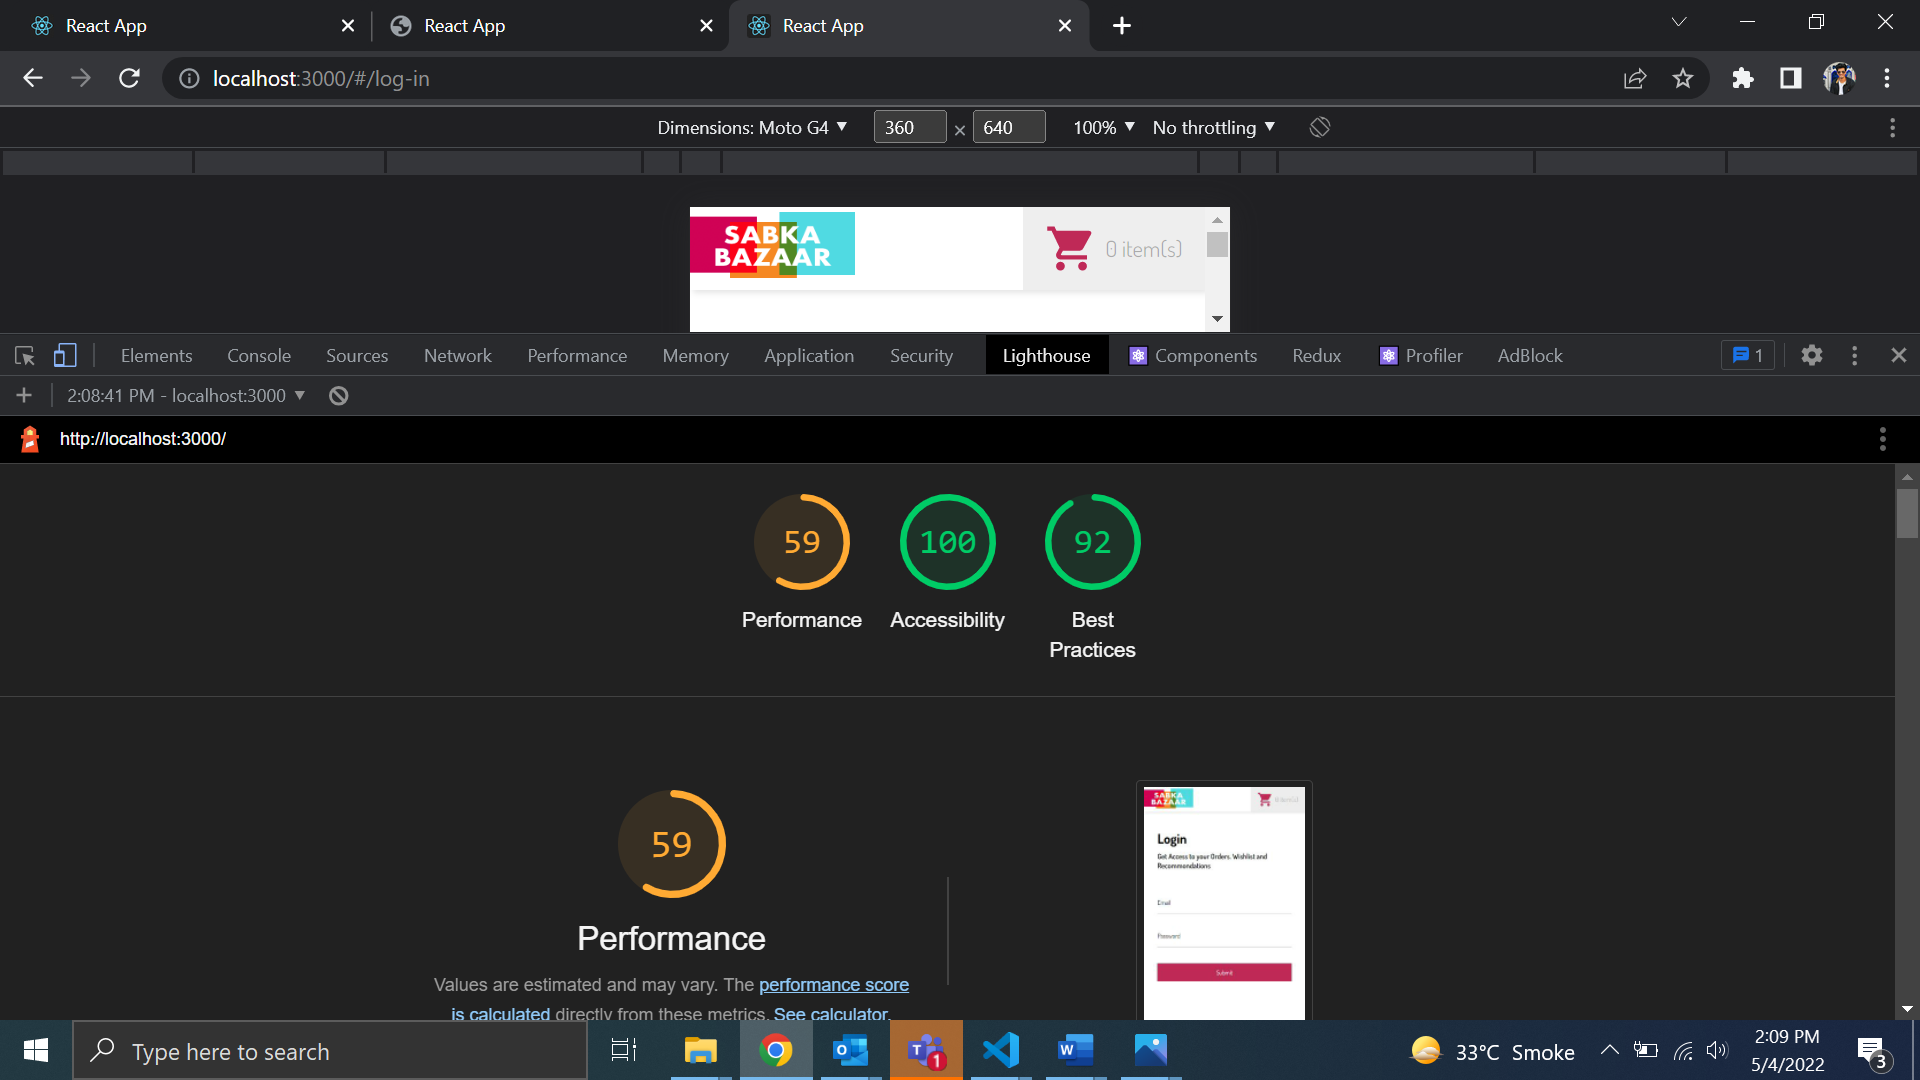 React App
React App
React App
localhost:3000/#/log-in
Dimensions: Moto G4 ▼ 360 × 640 100% ▼ No throttling ▼
SABKA
BAZAAR
0 item(s)
Elements Console Sources Network Performance Memory Application Security Lighthouse Components Redux Profiler AdBlock 1
2:08:41 PM - localhost:3000 ▼
http://localhost:3000/
59 100 92
Performance Accessibility Best
Practices
59
Performance
Values are estimated and may vary. The performance score
is calculated directly from these metrics. See calculator.
SABKA
BAZAAR
0 item(s)
Login
Get Access to your Orders, Wishlist and
Recommendations
Email
Password
Submit
Type here to search
1
33°C Smoke
2:09 PM
5/4/2022
3